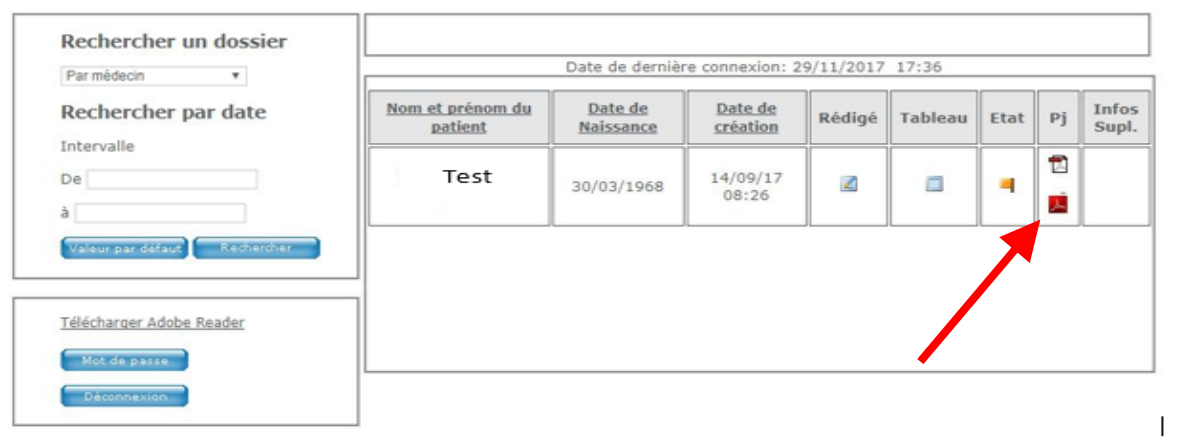 Rechercher un dossier
Par médecin
Rechercher par date
Intervalle
De
à
Valeur par défaut Rechercher
Télécharger Adobe Reader
Mot de passe
Déconnexion
Date de dernière connexion: 29/11/2017 17:36
Nom et prénom du
patient
Date de
Naissance
Date de
création
Rédigé
Tableau
Etat
Pj
Infos
Supl.
Test
30/03/1968
14/09/17
08:26